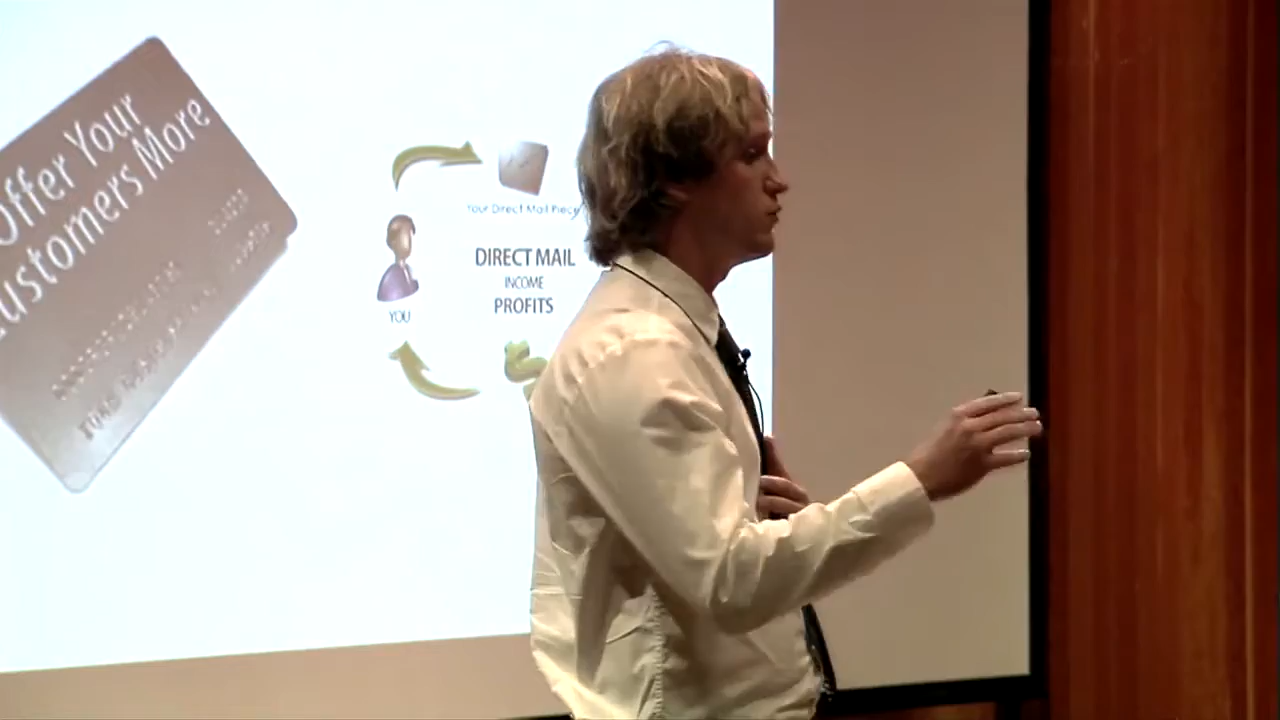 Offer Your
Customers More
Your Direct Mail Piece
DIRECT MAIL
INCOME
PROFITS
YOU